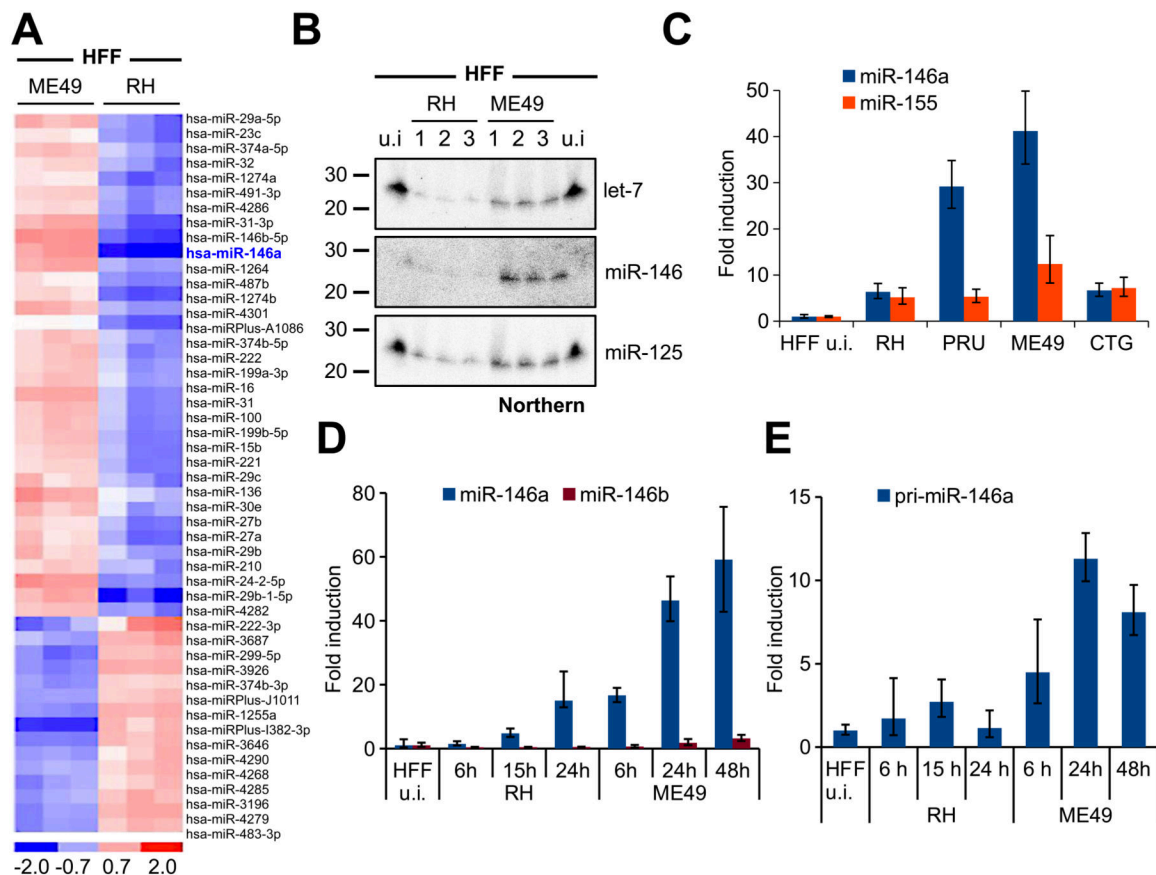 A
HFF
ME49 RH
hsa-miR-29a-5p
hsa-miR-23c
hsa-miR-374a-5p
hsa-miR-32
hsa-miR-1274a
hsa-miR-491-3p
hsa-miR-4286
hsa-miR-31-3p
hsa-miR-146b-5p
hsa-miR-146a
hsa-miR-1264
hsa-miR-487b
hsa-miR-1274b
hsa-miR-4301
hsa-miRPlus-A1086
hsa-miR-374b-5p
hsa-miR-222
hsa-miR-199a-3p
hsa-miR-16
hsa-miR-31
hsa-miR-100
hsa-miR-199b-5p
hsa-miR-15b
hsa-miR-221
hsa-miR-29c
hsa-miR-136
hsa-miR-30e
hsa-miR-27b
hsa-miR-27a
hsa-miR-29b
hsa-miR-210
hsa-miR-24-2-5p
hsa-miR-29b-1-5p
hsa-miR-4282
hsa-miR-222-3p
hsa-miR-3687
hsa-miR-299-5p
hsa-miR-3926
hsa-miR-374b-3p
hsa-miRPlus-J1011
hsa-miR-1255a
hsa-miRPlus-I382-3p
hsa-miR-3646
hsa-miR-4290
hsa-miR-4268
hsa-miR-4285
hsa-miR-3196
hsa-miR-4279
hsa-miR-483-3p
-2.0 -0.7 0.7 2.0
B
HFF
RH ME49
u.i 1 2 3 1 2 3 u.i
30
20
let-7
30
20
miR-146
30
20
miR-125
Northern
C
miR-146a
miR-155
Fold induction
50
40
30
20
10
0
HFF u.i. RH PRU ME49 CTG
D
miR-146a miR-146b
Fold induction
80
60
40
20
0
HFF u.i. 6h 15h 24h 6h 24h 48h
RH ME49
E
pri-miR-146a
Fold induction
15
10
5
0
HFF u.i. 6 h 15 h 24 h 6 h 24h 48h
RH ME49